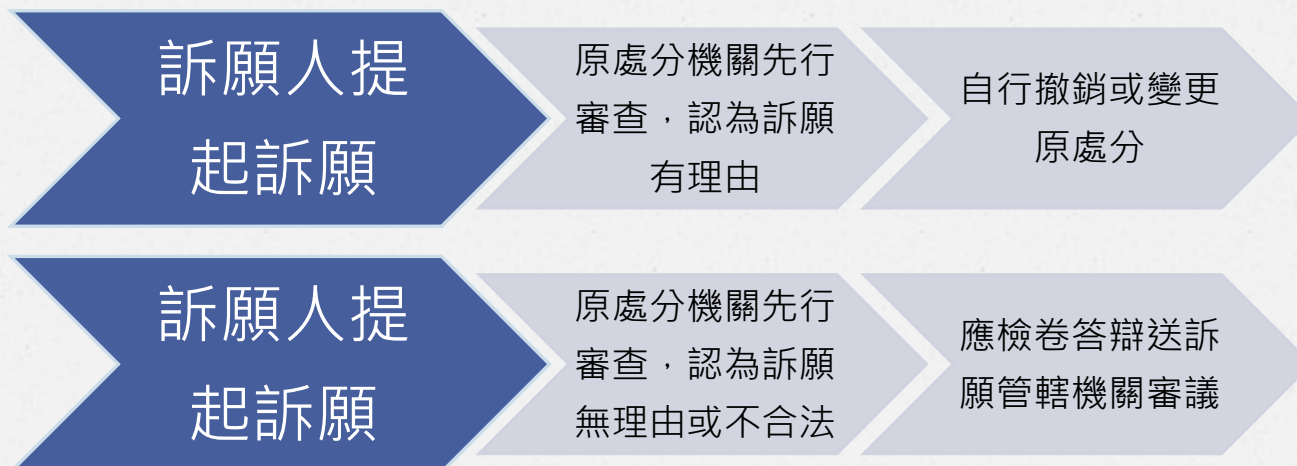 訴願人提
起訴願
原處分機關先行
審查，認為訴願
有理由
自行撤銷或變更
原處分
訴願人提
起訴願
原處分機關先行
審查，認為訴願
無理由或不合法
應檢卷答辯送訴
願管轄機關審議